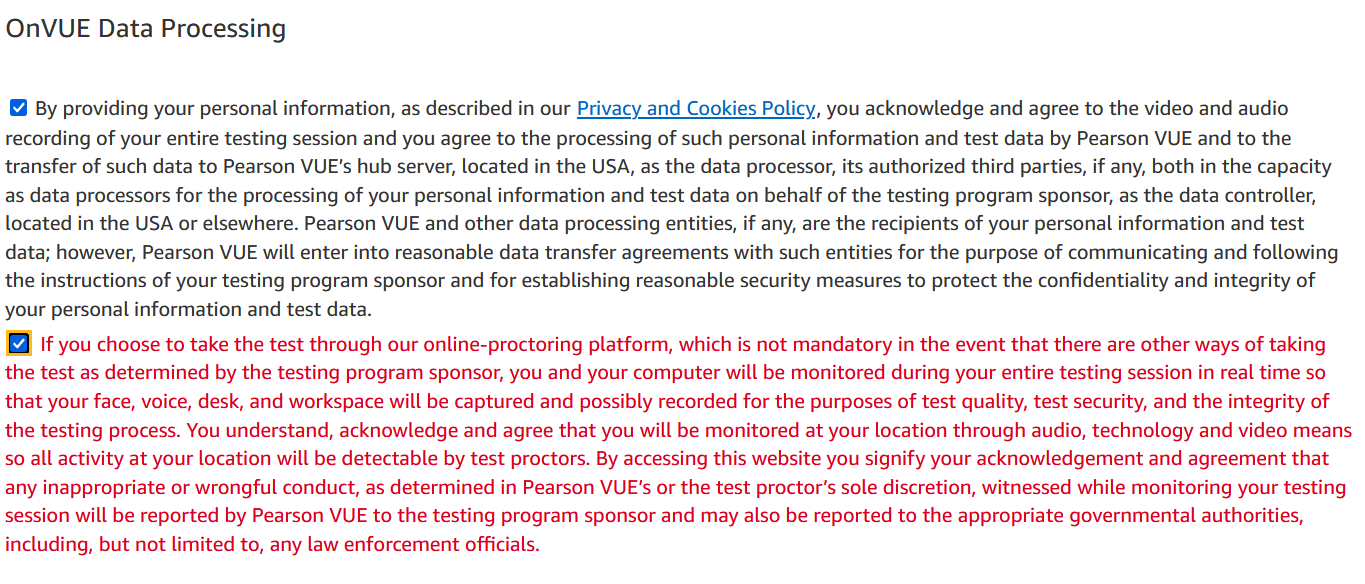 OnVUE Data Processing
By providing your personal information, as described in our Privacy and Cookies Policy, you acknowledge and agree to the video and audio
recording of your entire testing session and you agree to the processing of such personal information and test data by Pearson VUE and to the
transfer of such data to Pearson VUE’s hub server, located in the USA, as the data processor, its authorized third parties, if any, both in the capacity
as data processors for the processing of your personal information and test data on behalf of the testing program sponsor, as the data controller,
located in the USA or elsewhere. Pearson VUE and other data processing entities, if any, are the recipients of your personal information and test
data; however, Pearson VUE will enter into reasonable data transfer agreements with such entities for the purpose of communicating and following
the instructions of your testing program sponsor and for establishing reasonable security measures to protect the confidentiality and integrity of
your personal information and test data.
If you choose to take the test through our online-proctoring platform, which is not mandatory in the event that there are other ways of taking
the test as determined by the testing program sponsor, you and your computer will be monitored during your entire testing session in real time so
that your face, voice, desk, and workspace will be captured and possibly recorded for the purposes of test quality, test security, and the integrity of
the testing process. You understand, acknowledge and agree that you will be monitored at your location through audio, technology and video means
so all activity at your location will be detectable by test proctors. By accessing this website you signify your acknowledgement and agreement that
any inappropriate or wrongful conduct, as determined in Pearson VUE’s or the test proctor’s sole discretion, witnessed while monitoring your testing
session will be reported by Pearson VUE to the testing program sponsor and may also be reported to the appropriate governmental authorities,
including, but not limited to, any law enforcement officials.